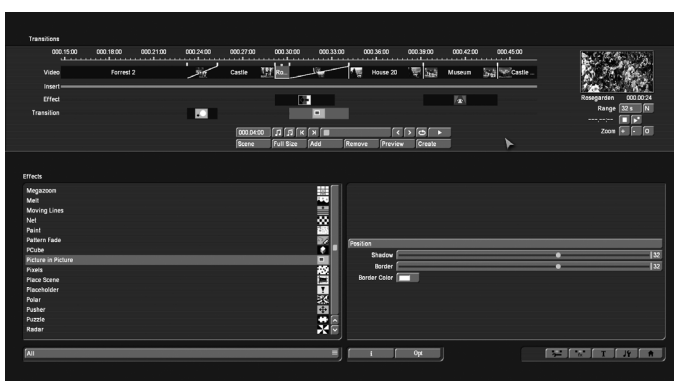 Transitions
000.15:00 000.18:00 000.21:00 000.24:00 000.27:00 000.30:00 000.33:00 000.36:00 000.39:00 000.42:00 000.45:00
Video Forrest 2 Castle Ro.. House 20 Museum Castle ..
Insert
Effect
Transition
Rosegarden 000.00:24
Range 32 s N
---.--:--
Zoom + - O
000.04:00
Scene Full Size Add Remove Preview Create
Effects
Megazoom
Melt
Moving Lines
Net
Paint
Pattern Fade
PCube
Picture in Picture
Pixels
Place Scene
Placeholder
Polar
Pusher
Puzzle
Radar
Position
Shadow 32
Border 32
Border Color
All i Opt T